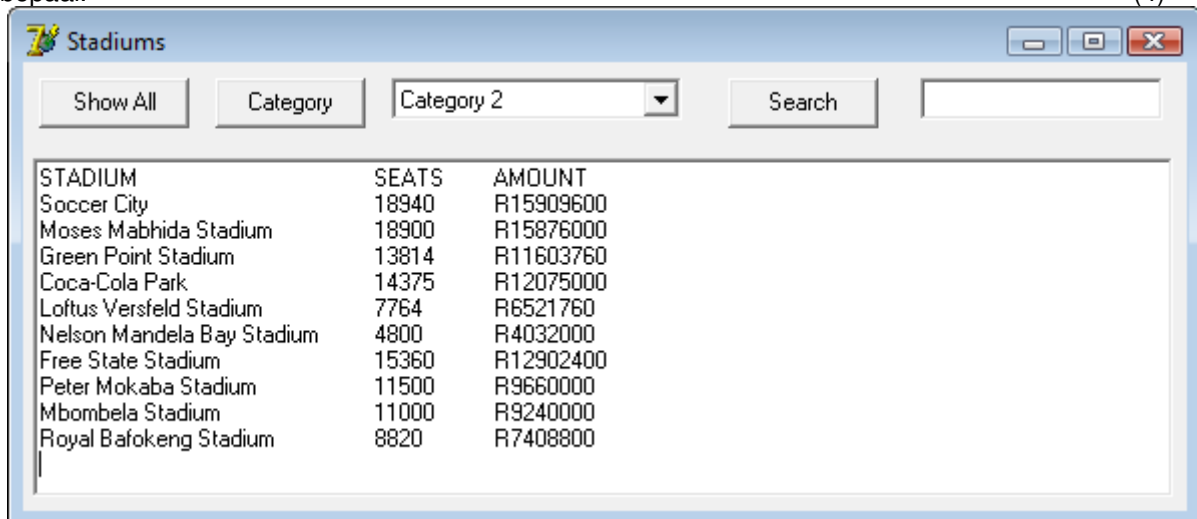 bepaal. (4)
Stadiums
Show All Category Category 2 Search
STADIUM SEATS AMOUNT
Soccer City 18940 R15909600
Moses Mabhida Stadium 18900 R15876000
Green Point Stadium 13814 R11603760
Coca-Cola Park 14375 R12075000
Loftus Versfeld Stadium 7764 R6521760
Nelson Mandela Bay Stadium 4800 R4032000
Free State Stadium 15360 R12902400
Peter Mokaba Stadium 11500 R9660000
Mbombela Stadium 11000 R9240000
Royal Bafokeng Stadium 8820 R7408800